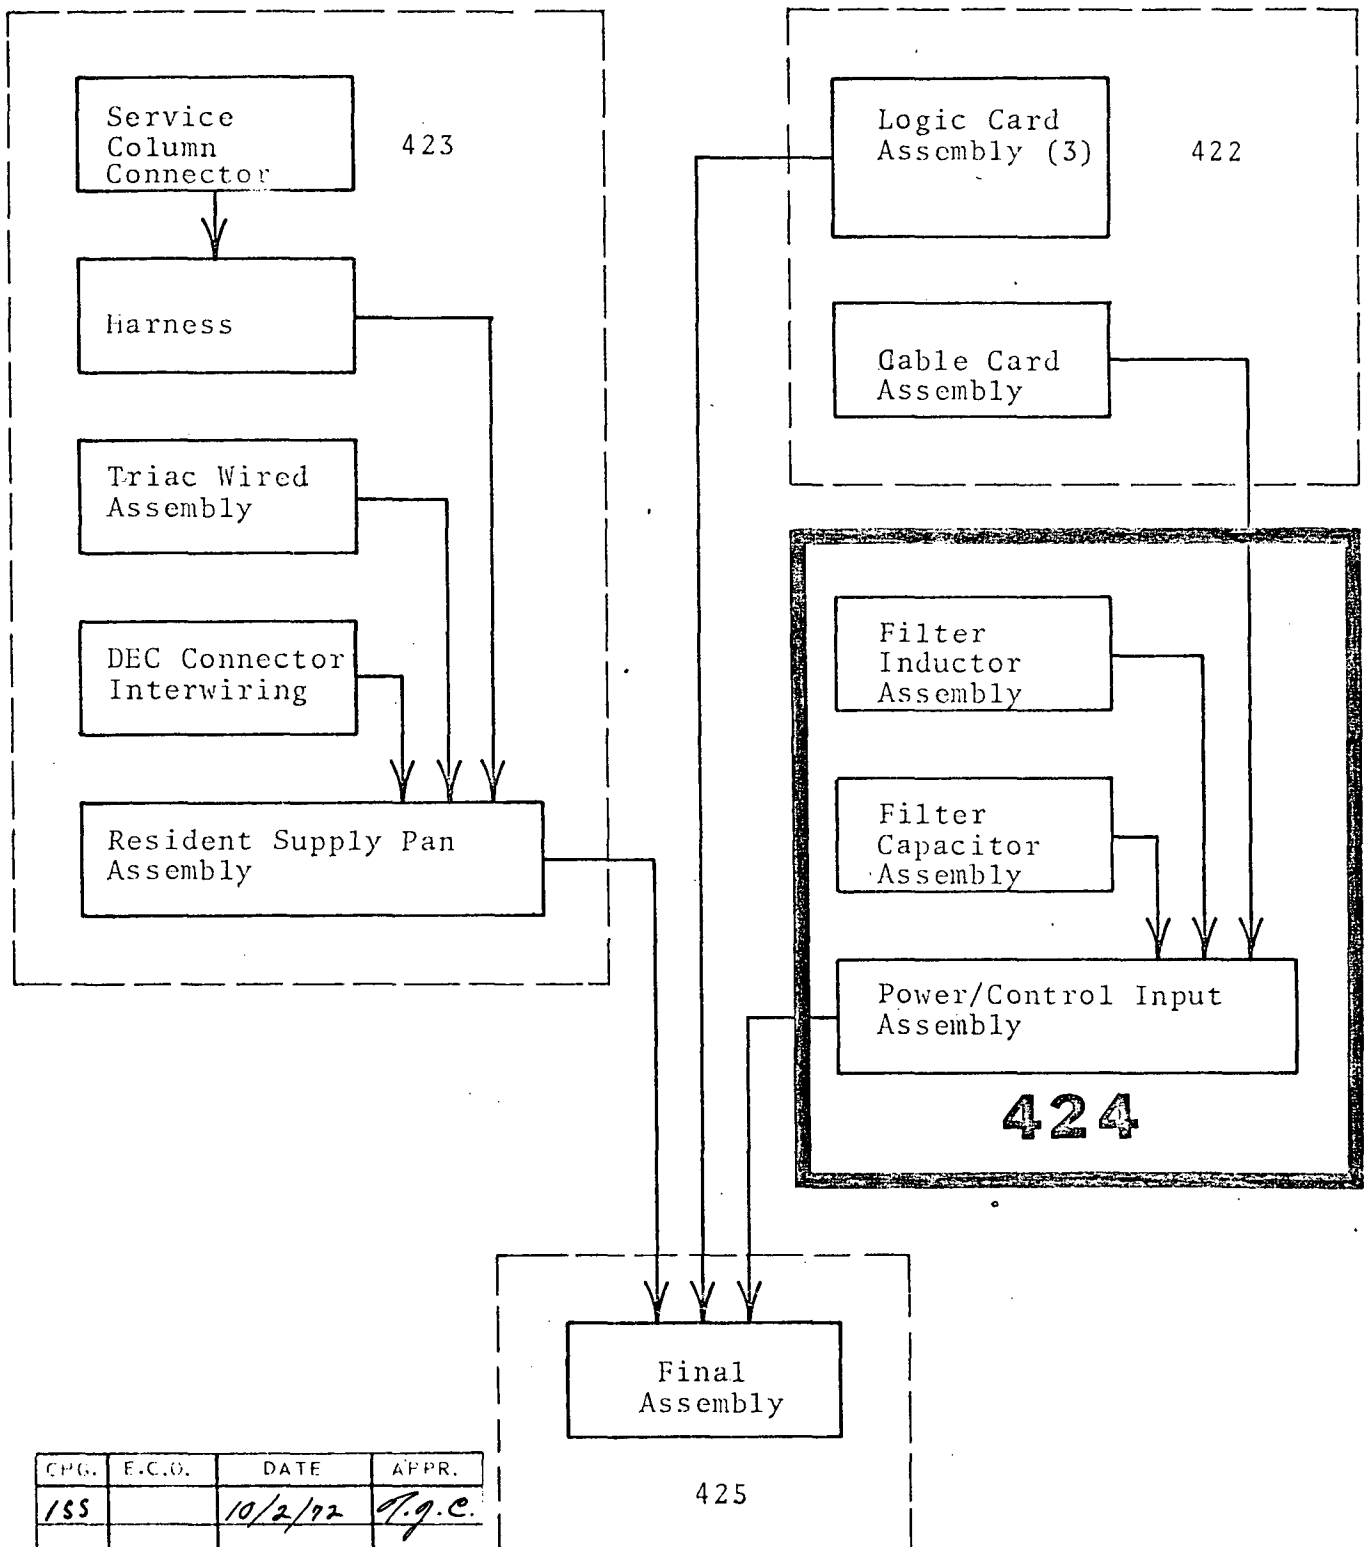 Service
Column
Connector
423
Harness
Triac Wired
Assembly
DEC Connector
Interwiring
Resident Supply Pan
Assembly
Logic Card
Assembly (3)
422
Cable Card
Assembly
Filter
Inductor
Assembly
Filter
Capacitor
Assembly
Power/Control Input
Assembly
424
Final
Assembly
425
CHG. E.C.O. DATE APPR.
ISS 10/2/72 T.J.C.